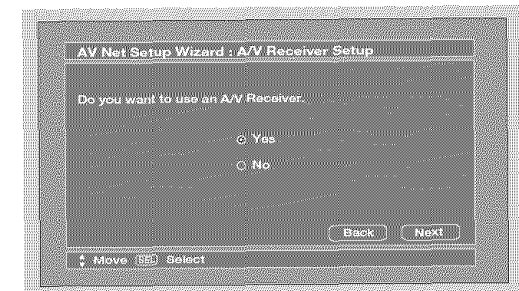 AV Net Setup Wizard : A/V Receiver Setup
Do you want to use an A/V Receiver.
Yes
No
Back Next
Move SEL Select